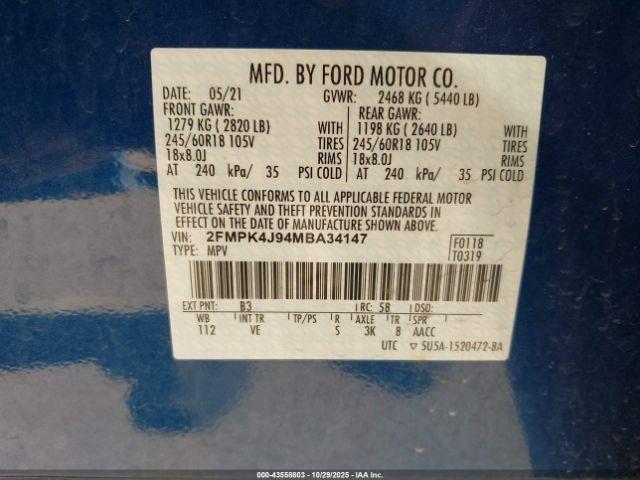 MFD. BY FORD MOTOR CO.
DATE: 05/21 GVWR: 2468 KG ( 5440 LB)
FRONT GAWR: REAR GAWR:
1279 KG ( 2820 LB) WITH 1198 KG ( 2640 LB) WITH
245/60R18 105V TIRES 245/60R18 105V TIRES
18x8.0J RIMS 18x8.0J RIMS
AT 240 kPa/ 35 PSI COLD AT 240 kPa/ 35 PSI COLD
THIS VEHICLE CONFORMS TO ALL APPLICABLE FEDERAL MOTOR
VEHICLE SAFETY AND THEFT PREVENTION STANDARDS IN
EFFECT ON THE DATE OF MANUFACTURE SHOWN ABOVE.
VIN: 2FMPK4J94MBA34147 F0118
TYPE: MPV T0319
EXT PNT: B3 RC: 58 DSO:
WB INT TR TP/PS R AXLE TR SPR
112 VE S 3K 8 AACC
UTC ▽ 5U5A-1520472-BA
000-43558803 - 10/29/2025 - IAAI, Inc.